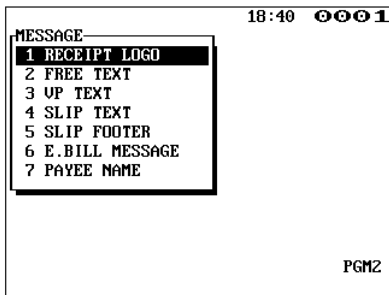 18:40 0001
MESSAGE
1 RECEIPT LOGO
2 FREE TEXT
3 VP TEXT
4 SLIP TEXT
5 SLIP FOOTER
6 E.BILL MESSAGE
7 PAYEE NAME
PGM2